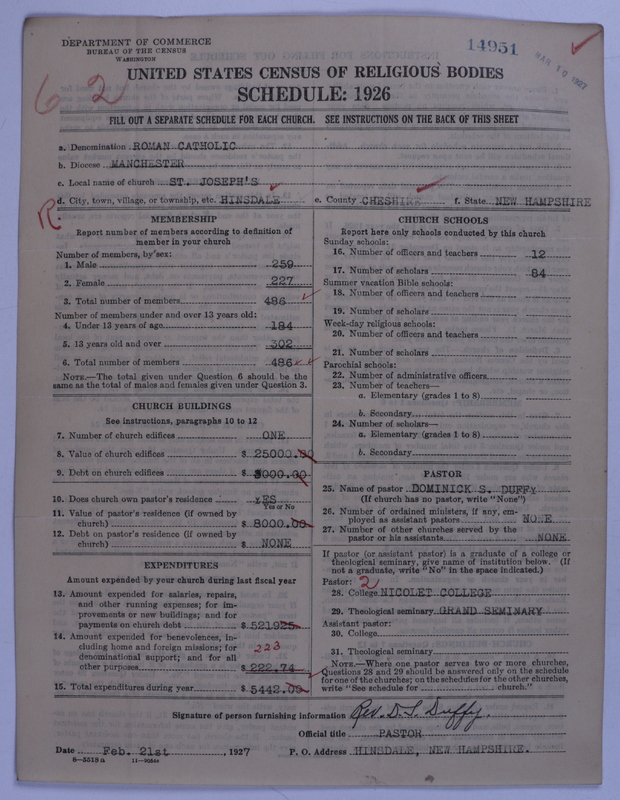 DEPARTMENT OF COMMERCE
BUREAU OF THE CENSUS
WASHINGTON
14951
MAR 10 1927
62
UNITED STATES CENSUS OF RELIGIOUS BODIES
SCHEDULE: 1926
FILL OUT A SEPARATE SCHEDULE FOR EACH CHURCH. SEE INSTRUCTIONS ON THE BACK OF THIS SHEET
a. Denomination ROMAN CATHOLIC
b. Diocese MANCHESTER
c. Local name of church ST. JOSEPH'S
d. City, town, village, or township, etc. HINSDALE e. County CHESHIRE f. State NEW HAMPSHIRE
R
MEMBERSHIP
Report number of members according to definition of
member in your church
Number of members, by sex:
1. Male 259
2. Female 227
3. Total number of members 486
Number of members under and over 13 years old:
4. Under 13 years of age 184
5. 13 years old and over 302
6. Total number of members 486
NOTE.—The total given under Question 6 should be the
same as the total of males and females given under Question 3.
CHURCH BUILDINGS
See instructions, paragraphs 10 to 12
7. Number of church edifices ONE
8. Value of church edifices $ 25000.00
9. Debt on church edifices $ 3000.00
10. Does church own pastor's residence YES
Yes or No
11. Value of pastor's residence (if owned by
church) $ 8000.00
12. Debt on pastor's residence (if owned by
church) $ NONE
EXPENDITURES
Amount expended by your church during last fiscal year
13. Amount expended for salaries, repairs,
and other running expenses; for im-
provements or new buildings; and for
payments on church debt $ 521925
14. Amount expended for benevolences, in-
cluding home and foreign missions; for
denominational support; and for all
other purposes $ 222.74
223
15. Total expenditures during year $ 5442.00
CHURCH SCHOOLS
Report here only schools conducted by this church
Sunday schools:
16. Number of officers and teachers 12
17. Number of scholars 84
Summer vacation Bible schools:
18. Number of officers and teachers
19. Number of scholars
Week-day religious schools:
20. Number of officers and teachers
21. Number of scholars
Parochial schools:
22. Number of administrative officers
23. Number of teachers—
a. Elementary (grades 1 to 8)
b. Secondary
24. Number of scholars—
a. Elementary (grades 1 to 8)
b. Secondary
PASTOR
25. Name of pastor DOMINICK S. DUFFY
(If church has no pastor, write "None")
26. Number of ordained ministers, if any, em-
ployed as assistant pastors NONE
27. Number of other churches served by the
pastor or his assistants NONE
If pastor (or assistant pastor) is a graduate of a college or
theological seminary, give name of institution below. (If
not a graduate, write "No" in the space indicated.)
Pastor: 2
28. College NICOLET COLLEGE
29. Theological seminary GRAND SEMINARY
Assistant pastor:
30. College
31. Theological seminary
NOTE.—Where one pastor serves two or more churches,
Questions 28 and 29 should be answered only on the schedule
for one of the churches; on the schedules for the other churches,
write "See schedule for church."
Signature of person furnishing information Rev. D. S. Duffy.
Official title PASTOR
Date Feb. 21st, 1927 P. O. Address HINSDALE, NEW HAMPSHIRE.
8—5513 a